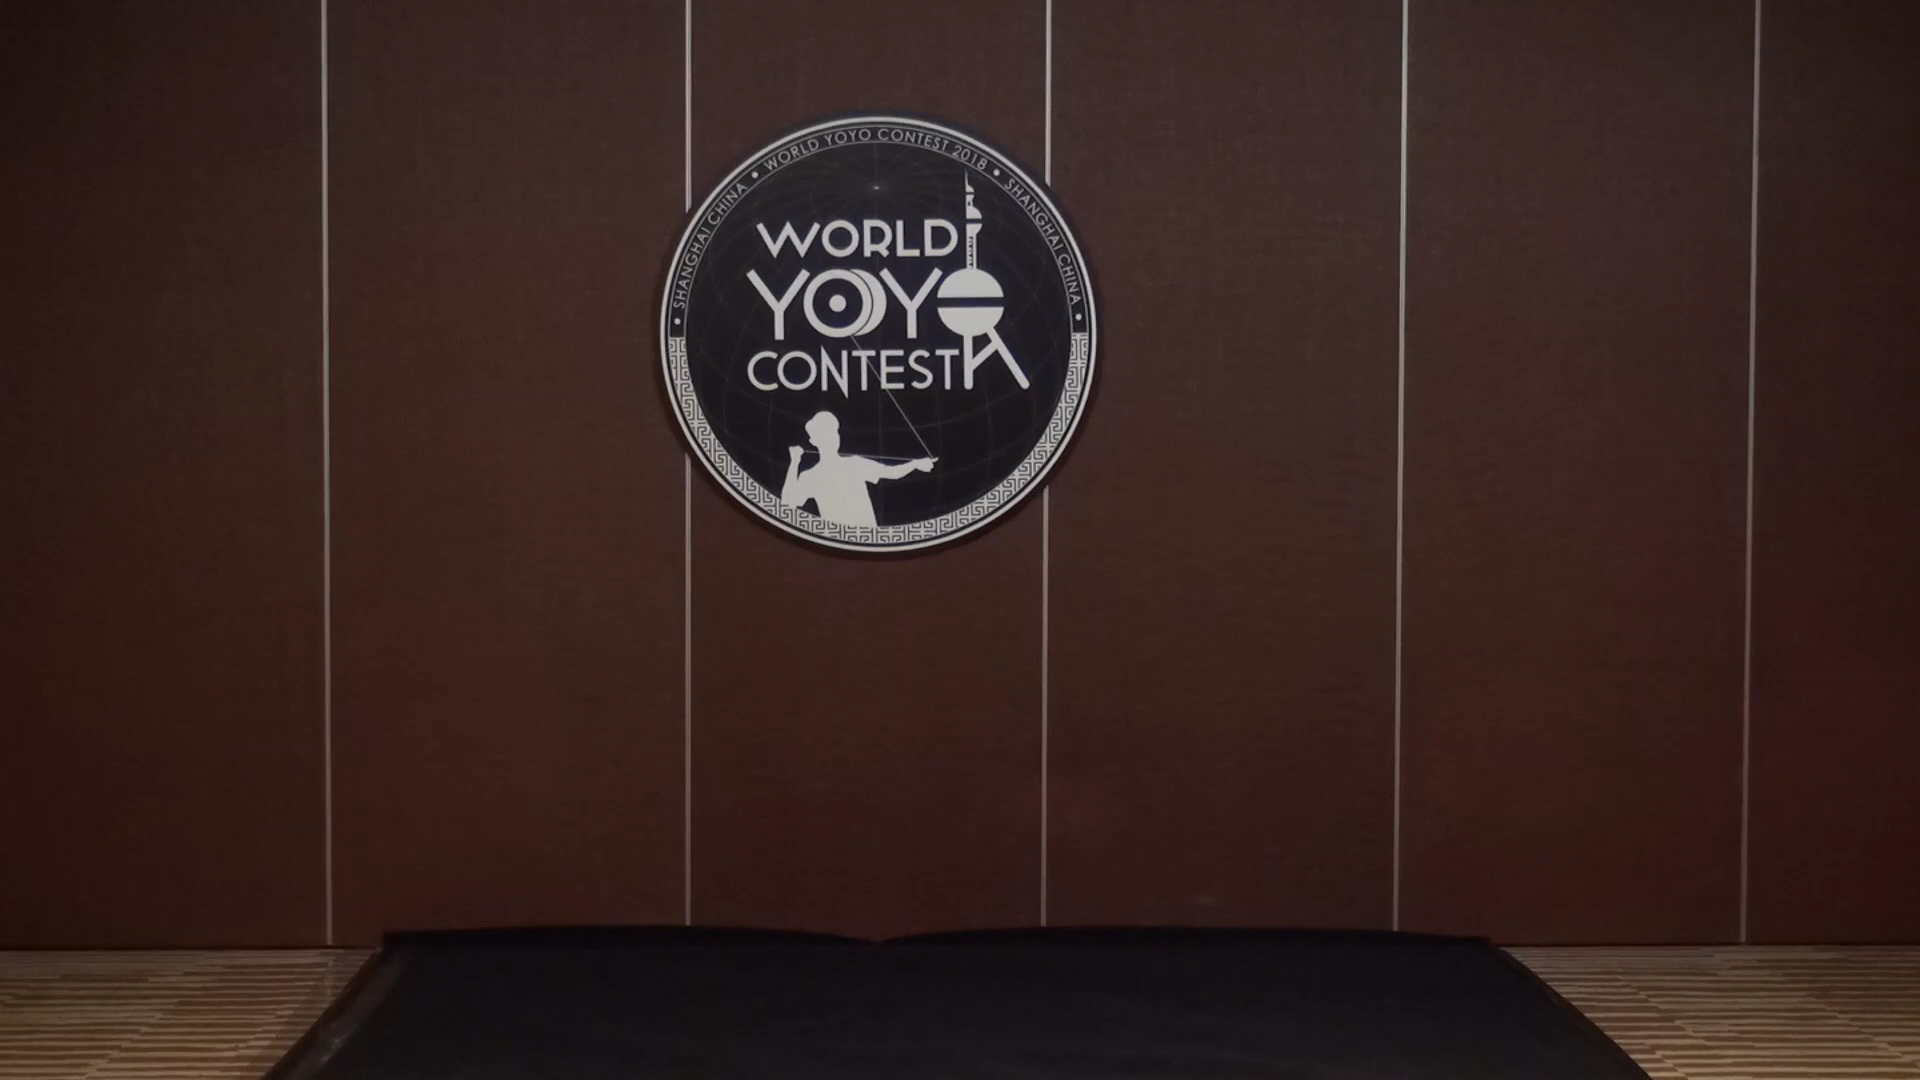 • SHANGHAI CHINA • WORLD YOYO CONTEST 2018 • SHANGHAI CHINA •
WORLD
YOYO
CONTEST